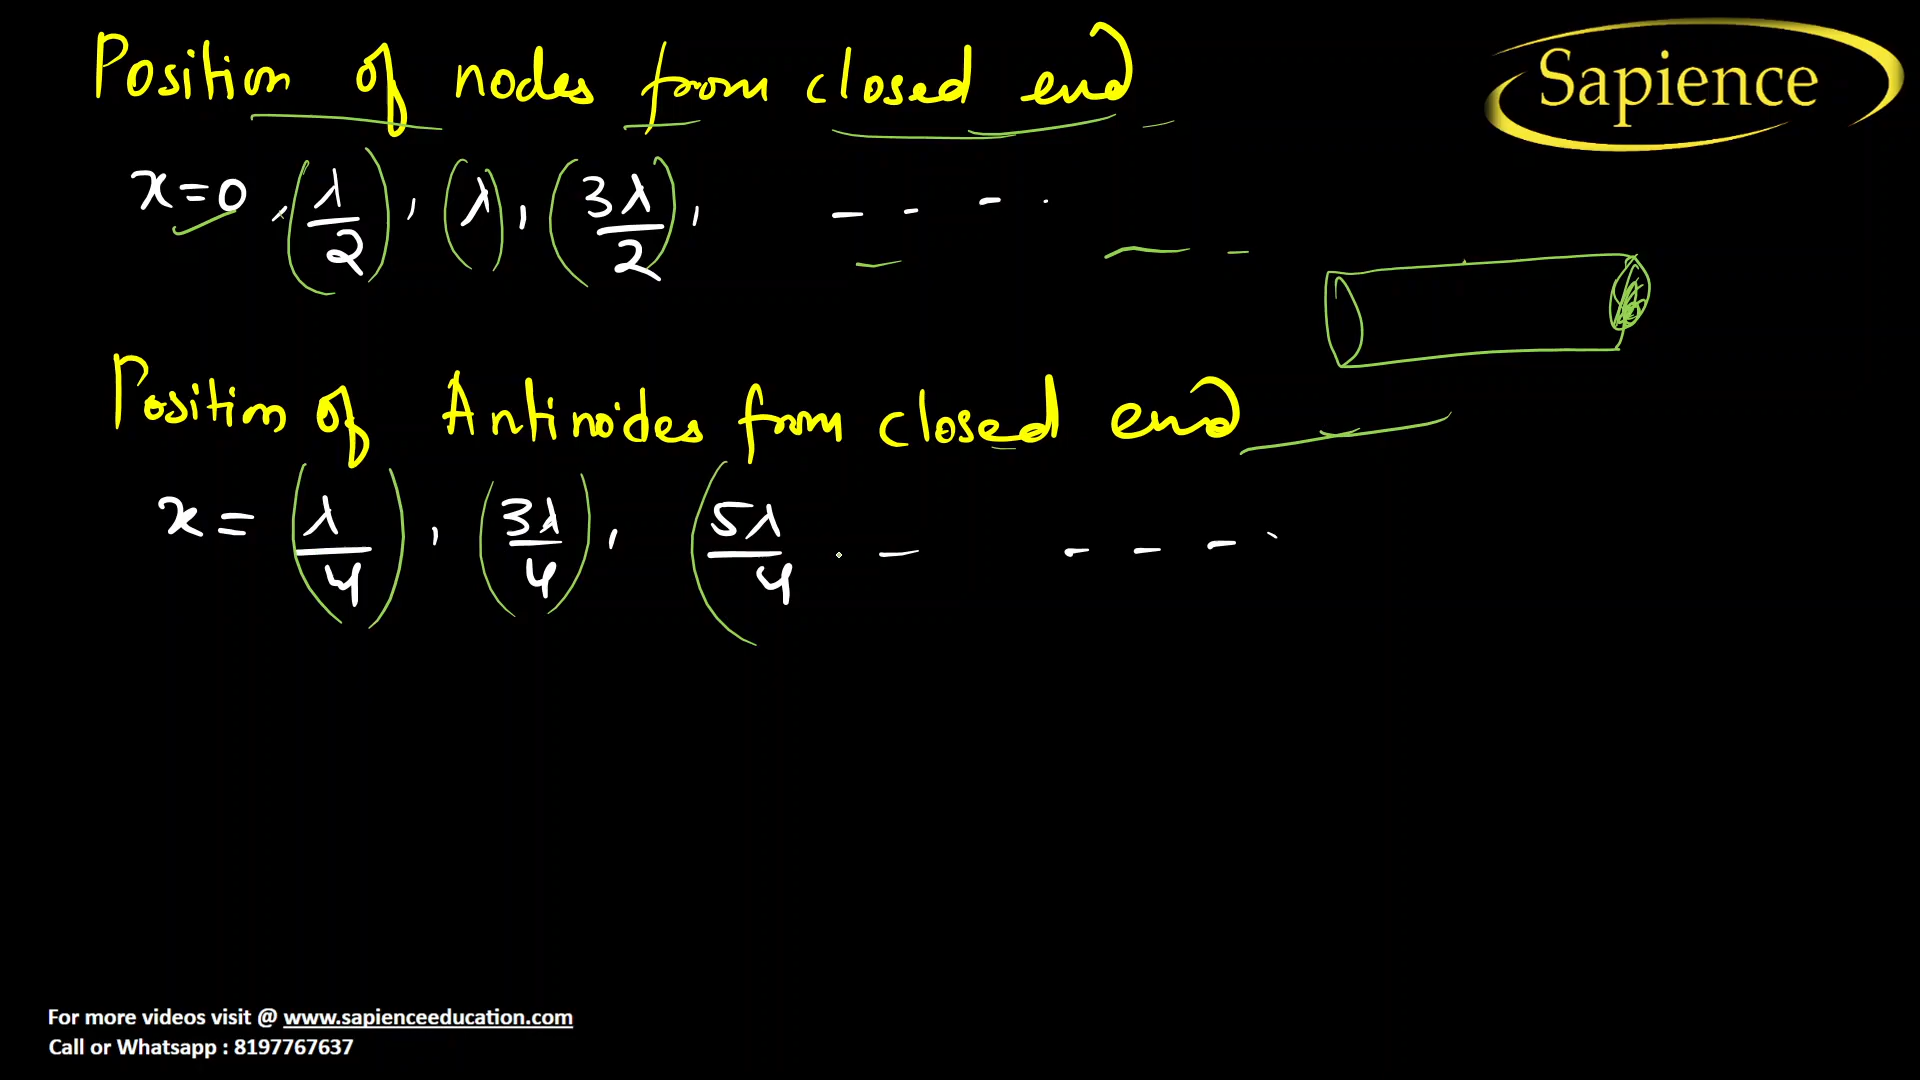 Position of nodes from closed end
Sapience
x = 0, (λ/2), (λ), (3λ/2), - - - .
Position of Antinodes from closed end
x = (λ/4), (3λ/4), (5λ/4 . - - - - .
For more videos visit @ www.sapienceeducation.com
Call or Whatsapp : 8197767637